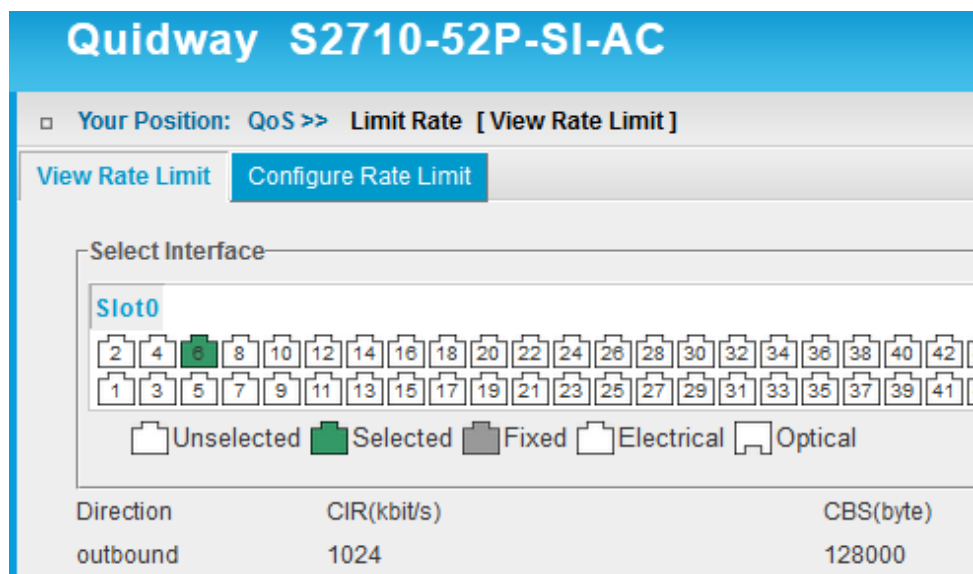 Quidway S2710-52P-SI-AC
Your Position: QoS >> Limit Rate [ View Rate Limit ]
View Rate Limit Configure Rate Limit
Select Interface
Slot0
2 4 6 8 10 12 14 16 18 20 22 24 26 28 30 32 34 36 38 40 42
1 3 5 7 9 11 13 15 17 19 21 23 25 27 29 31 33 35 37 39 41
Unselected Selected Fixed Electrical Optical
Direction CIR(kbit/s) CBS(byte)
outbound 1024 128000